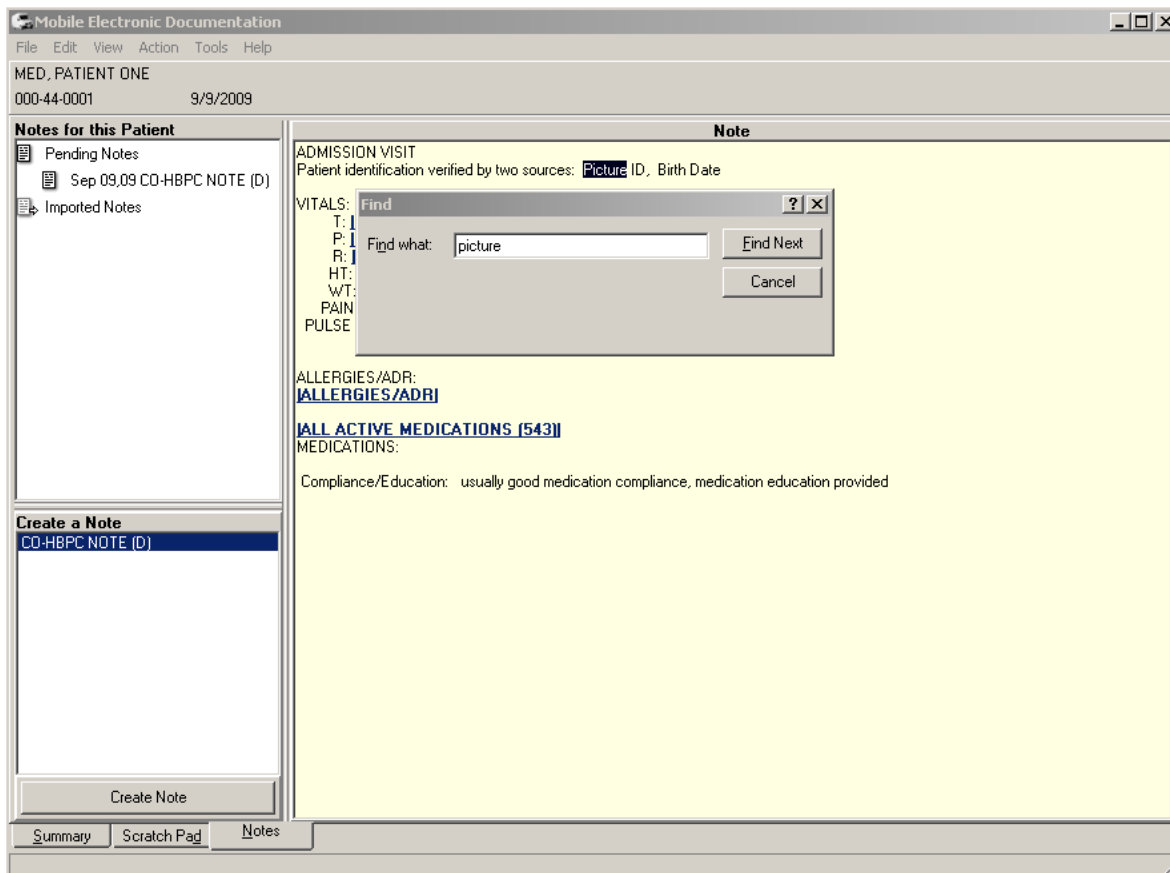 Mobile Electronic Documentation
File Edit View Action Tools Help
MED, PATIENT ONE
000-44-0001 9/9/2009
Notes for this Patient
Pending Notes
Sep 09,09 CO-HBPC NOTE (D)
Imported Notes
Create a Note
CO-HBPC NOTE (D)
Create Note
Note
ADMISSION VISIT
Patient identification verified by two sources: Picture ID, Birth Date
VITALS:
T:
P:
R:
HT:
WT:
PAIN
PULSE
Find
Find what: picture
Find Next
Cancel
ALLERGIES/ADR:
|ALLERGIES/ADR|
|ALL ACTIVE MEDICATIONS (543)|
MEDICATIONS:
Compliance/Education: usually good medication compliance, medication education provided
Summary Scratch Pad Notes